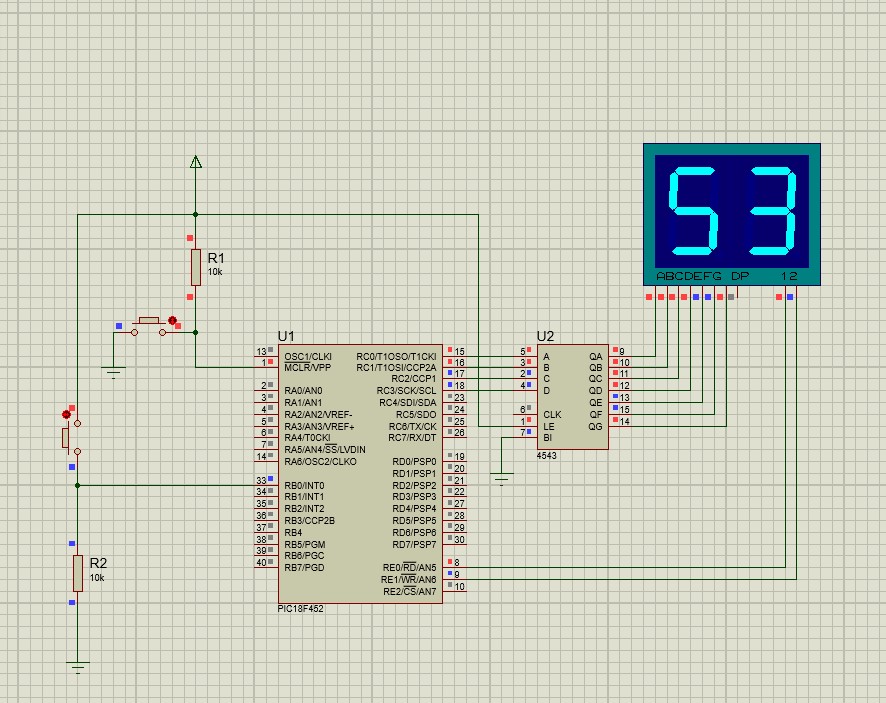 53
ABCDEFG DP 12
R1
10k
U1
13 OSC1/CLKI RC0/T1OSO/T1CKI 15
1 MCLR/VPP RC1/T1OSI/CCP2A 16
RC2/CCP1 17
2 RA0/AN0 RC3/SCK/SCL 18
3 RA1/AN1 RC4/SDI/SDA 23
4 RA2/AN2/VREF- RC5/SDO 24
5 RA3/AN3/VREF+ RC6/TX/CK 25
6 RA4/T0CKI RC7/RX/DT 26
7 RA5/AN4/SS/LVDIN
14 RA6/OSC2/CLKO RD0/PSP0 19
RD1/PSP1 20
33 RB0/INT0 RD2/PSP2 21
34 RB1/INT1 RD3/PSP3 22
35 RB2/INT2 RD4/PSP4 27
36 RB3/CCP2B RD5/PSP5 28
37 RB4 RD6/PSP6 29
38 RB5/PGM RD7/PSP7 30
39 RB6/PGC
40 RB7/PGD RE0/RD/AN5 8
RE1/WR/AN6 9
RE2/CS/AN7 10
PIC18F452
U2
5 A QA 9
3 B QB 10
2 C QC 11
4 D QD 12
QE 13
6 CLK QF 15
1 LE QG 14
7 BI
4543
R2
10k